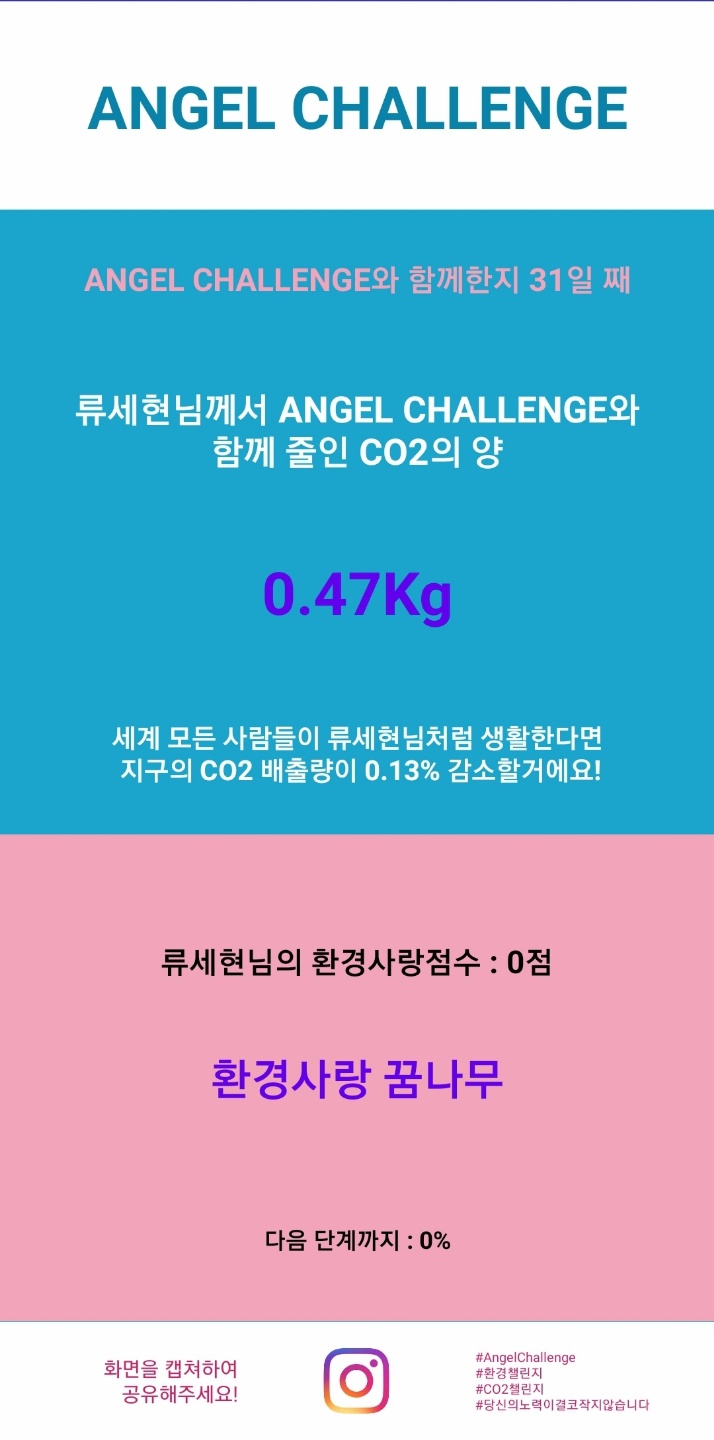 ANGEL CHALLENGE
ANGEL CHALLENGE와 함께한지 31일 째
류세현님께서 ANGEL CHALLENGE와
함께 줄인 CO2의 양
0.47Kg
세계 모든 사람들이 류세현님처럼 생활한다면
지구의 CO2 배출량이 0.13% 감소할거에요!
류세현님의 환경사랑점수 : 0점
환경사랑 꿈나무
다음 단계까지 : 0%
화면을 캡쳐하여
공유해주세요!
#AngelChallenge
#환경챌린지
#CO2챌린지
#당신의노력이결코작지않습니다